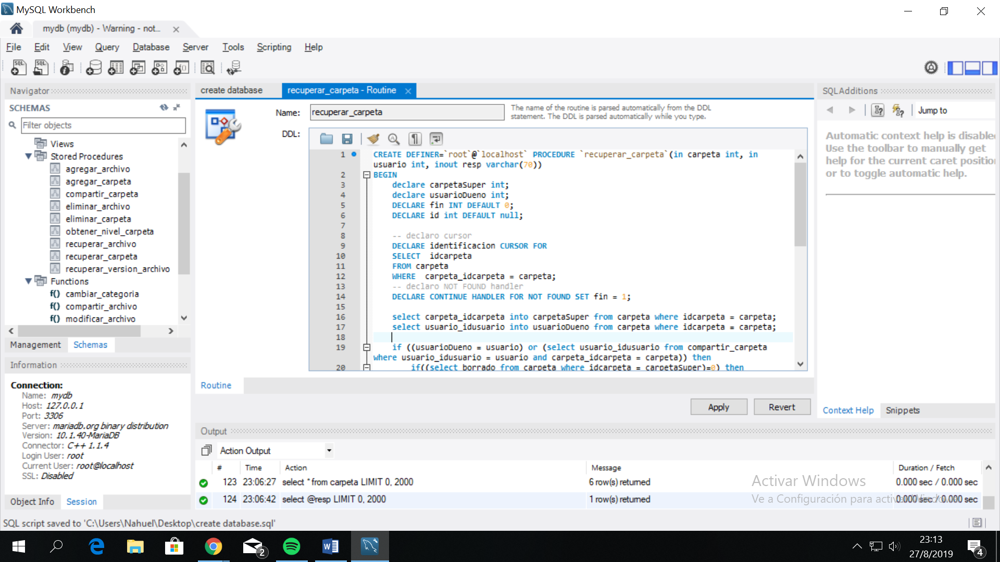 MySQL Workbench
mydb (mydb) - Warning - not...
File Edit View Query Database Server Tools Scripting Help
Navigator
SCHEMAS
Filter objects
Views
Stored Procedures
agregar_archivo
agregar_carpeta
compartir_carpeta
eliminar_archivo
eliminar_carpeta
obtener_nivel_carpeta
recuperar_archivo
recuperar_carpeta
recuperar_version_archivo
Functions
f() cambiar_categoria
f() compartir_archivo
f() modificar_archivo
Management Schemas
Information
Connection:
Name: mydb
Host: 127.0.0.1
Port: 3306
Server: mariadb.org binary distribution
Version: 10.1.40-MariaDB
Connector: C++ 1.1.4
Login User: root
Current User: root@localhost
SSL: Disabled
Object Info Session
create database
recuperar_carpeta - Routine
Name: recuperar_carpeta
The name of the routine is parsed automatically from the DDL
statement. The DDL is parsed automatically while you type.
DDL:
1 CREATE DEFINER=`root`@`localhost` PROCEDURE `recuperar_carpeta`(in carpeta int, in
usuario int, inout resp varchar(70))
2 BEGIN
3 declare carpetaSuper int;
4 declare usuarioDueno int;
5 DECLARE fin INT DEFAULT 0;
6 DECLARE id int DEFAULT null;
7
8 -- declaro cursor
9 DECLARE identificacion CURSOR FOR
10 SELECT idcarpeta
11 FROM carpeta
12 WHERE carpeta_idcarpeta = carpeta;
13 -- declaro NOT FOUND handler
14 DECLARE CONTINUE HANDLER FOR NOT FOUND SET fin = 1;
15
16 select carpeta_idcarpeta into carpetaSuper from carpeta where idcarpeta = carpeta;
17 select usuario_idusuario into usuarioDueno from carpeta where idcarpeta = carpeta;
18
19 if ((usuarioDueno = usuario) or (select usuario_idusuario from compartir_carpeta
where usuario_idusuario = usuario and carpeta_idcarpeta = carpeta)) then
20 if((select borrado from carpeta where idcarpeta = carpetaSuper)=0) then
Routine
Apply Revert
SQLAdditions
Jump to
Automatic context help is disable
Use the toolbar to manually get
help for the current caret positio
or to toggle automatic help.
Context Help Snippets
Output
Action Output
# Time Action Message Duration / Fetch
123 23:06:27 select * from carpeta LIMIT 0, 2000 6 row(s) returned 0.000 sec / 0.000 sec
124 23:06:42 select @resp LIMIT 0, 2000 1 row(s) returned 0.000 sec / 0.000 sec
Activar Windows
Ve a Configuración para activar Windows.
SQL script saved to 'C:\Users\Nahuel\Desktop\create database.sql'
2
23:13
27/8/2019
4